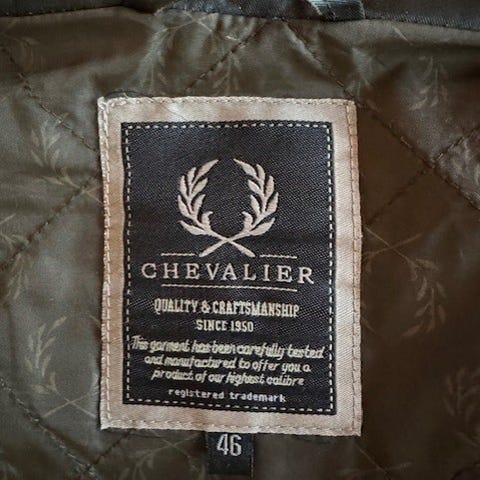 CHEVALIER
QUALITY & CRAFTSMANSHIP
SINCE 1950
This garment has been carefully tested
and manufactured to offer you a
product of our highest calibre
registered trademark
46